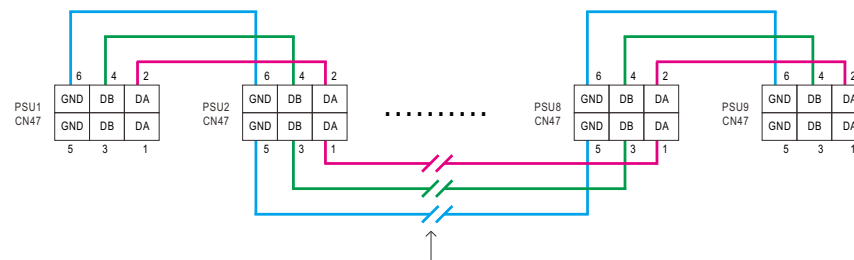 6 4 2 6 4 2 6 4 2 6 4 2
PSU1 GND DB DA PSU2 GND DB DA PSU8 GND DB DA PSU9 GND DB DA
CN47 GND DB DA CN47 GND DB DA CN47 GND DB DA CN47 GND DB DA
5 3 1 5 3 1 5 3 1 5 3 1